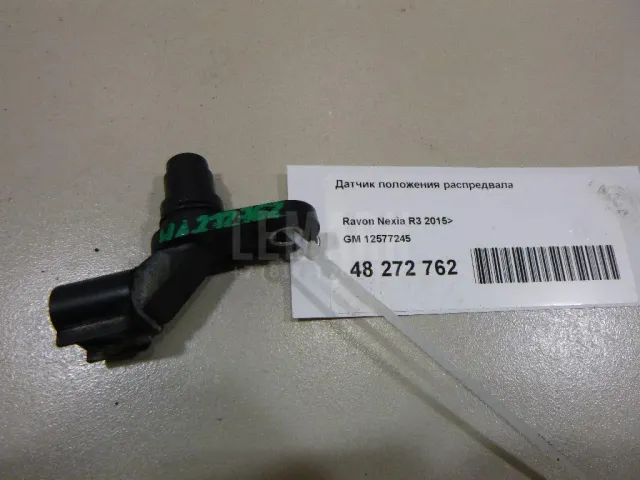 Датчик положения распредвала
Ravon Nexia R3 2015>
GM 12577245
48 272 762